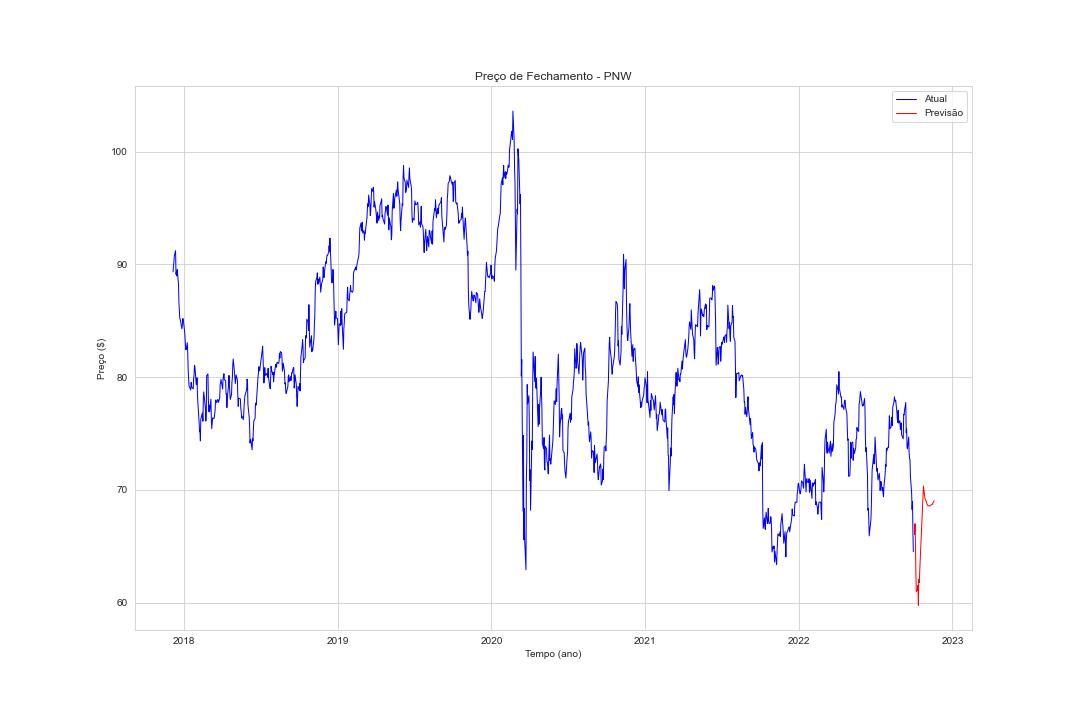 Preço de Fechamento - PNW
Atual
Previsão
100
90
80
70
60
Preço ($)
2018
2019
2020
2021
2022
2023
Tempo (ano)